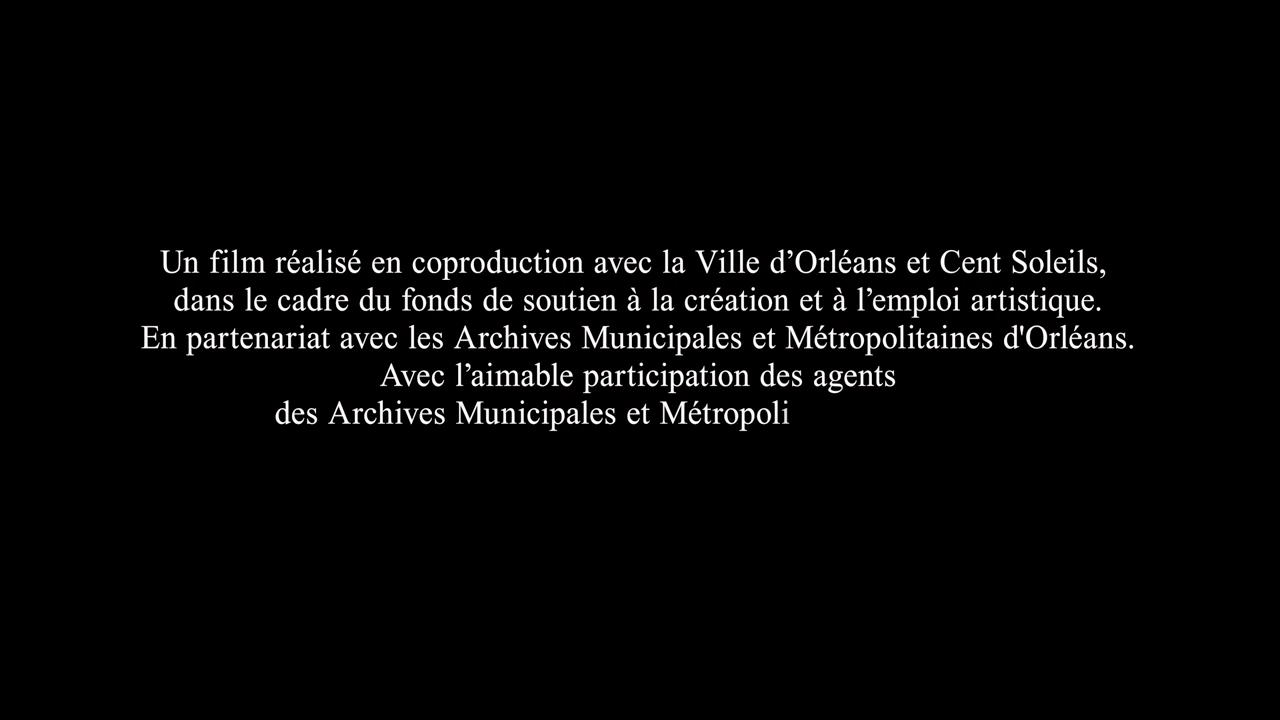 Un film réalisé en coproduction avec la Ville d’Orléans et Cent Soleils,
dans le cadre du fonds de soutien à la création et à l’emploi artistique.
En partenariat avec les Archives Municipales et Métropolitaines d'Orléans.
Avec l’aimable participation des agents
des Archives Municipales et Métropoli